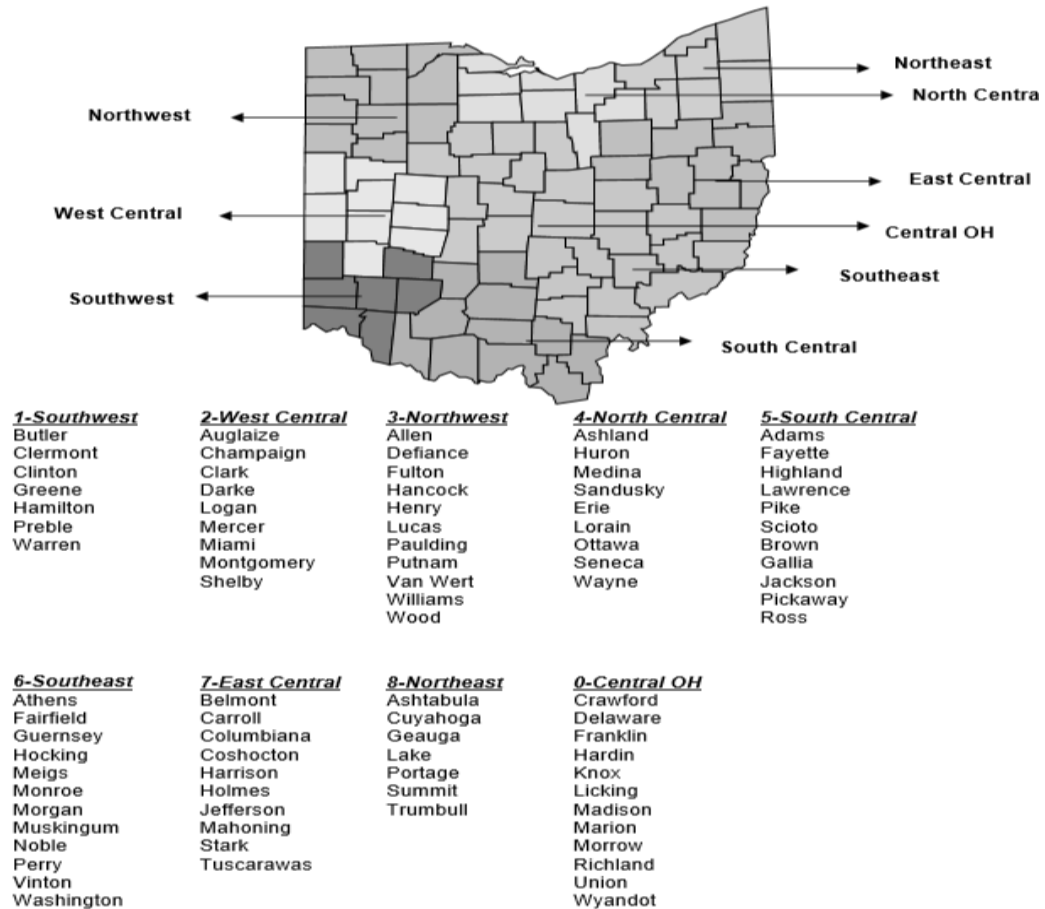 Northeast
North Centra
Northwest
East Central
West Central
Central OH
Southeast
Southwest
South Central
1-Southwest
Butler
Clermont
Clinton
Greene
Hamilton
Preble
Warren
2-West Central
Auglaize
Champaign
Clark
Darke
Logan
Mercer
Miami
Montgomery
Shelby
3-Northwest
Allen
Defiance
Fulton
Hancock
Henry
Lucas
Paulding
Putnam
Van Wert
Williams
Wood
4-North Central
Ashland
Huron
Medina
Sandusky
Erie
Lorain
Ottawa
Seneca
Wayne
5-South Central
Adams
Fayette
Highland
Lawrence
Pike
Scioto
Brown
Gallia
Jackson
Pickaway
Ross
6-Southeast
Athens
Fairfield
Guernsey
Hocking
Meigs
Monroe
Morgan
Muskingum
Noble
Perry
Vinton
Washington
7-East Central
Belmont
Carroll
Columbiana
Coshocton
Harrison
Holmes
Jefferson
Mahoning
Stark
Tuscarawas
8-Northeast
Ashtabula
Cuyahoga
Geauga
Lake
Portage
Summit
Trumbull
0-Central OH
Crawford
Delaware
Franklin
Hardin
Knox
Licking
Madison
Marion
Morrow
Richland
Union
Wyandot